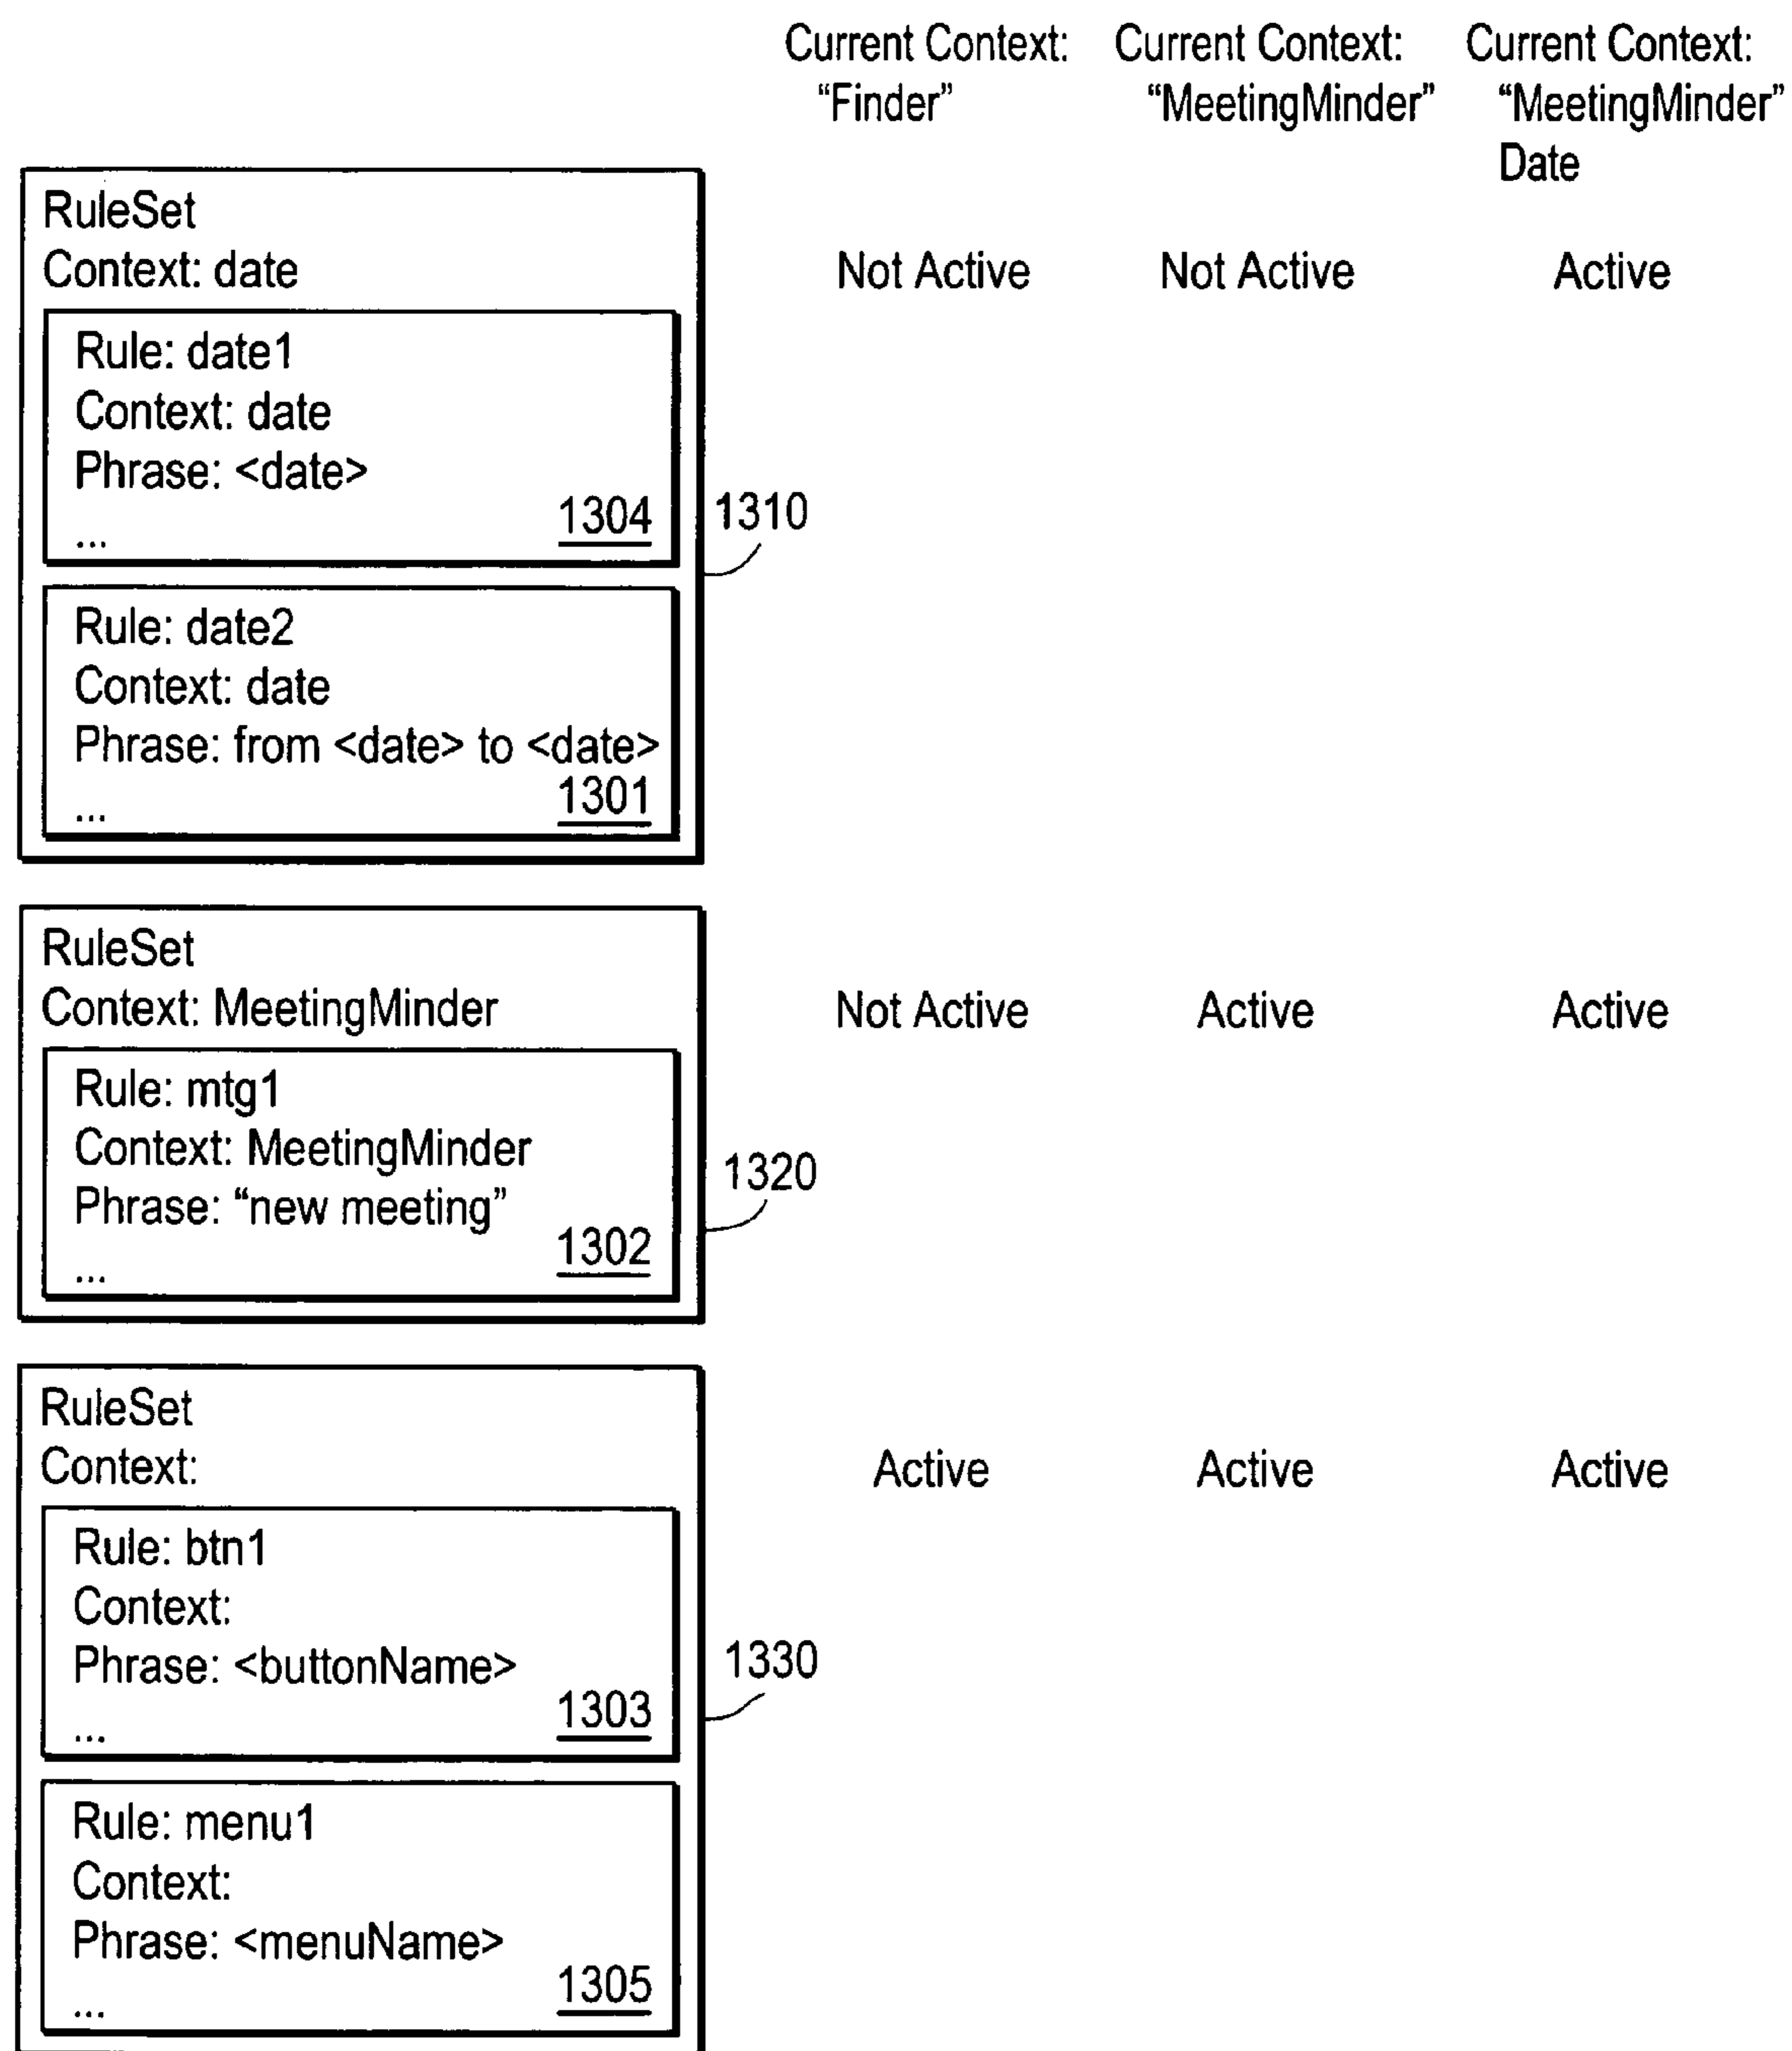 Current Context: Current Context: Current Context:
“Finder” “MeetingMinder” “MeetingMinder”
Date
RuleSet
Context: date Not Active Not Active Active
Rule: date1
Context: date
Phrase: <date>
... 1304 1310
Rule: date2
Context: date
Phrase: from <date> to <date>
... 1301
RuleSet
Context: MeetingMinder Not Active Active Active
Rule: mtg1
Context: MeetingMinder
Phrase: “new meeting”
... 1302 1320
RuleSet
Context: Active Active Active
Rule: btn1
Context:
Phrase: <buttonName>
... 1303 1330
Rule: menu1
Context:
Phrase: <menuName>
... 1305